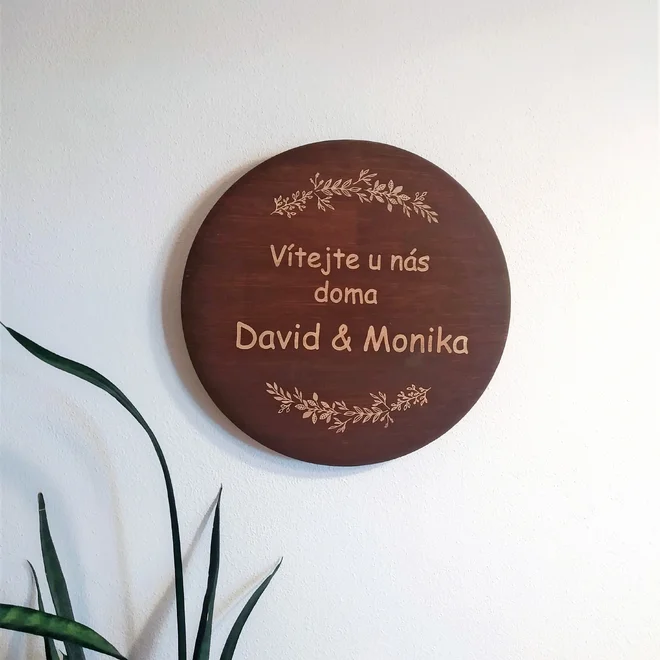 Vítejte u nás
doma
David & Monika